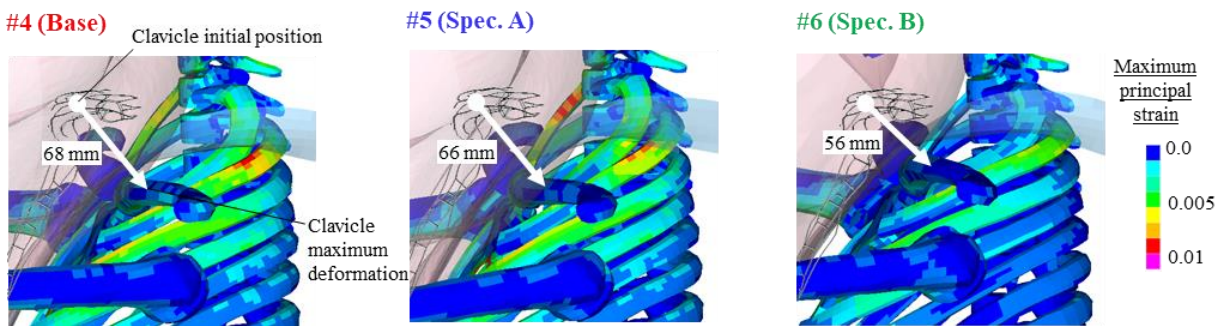 #4 (Base)
Clavicle initial position
68 mm
Clavicle
maximum
deformation
#5 (Spec. A)
66 mm
#6 (Spec. B)
56 mm
Maximum
principal
strain
0.0
0.005
0.01